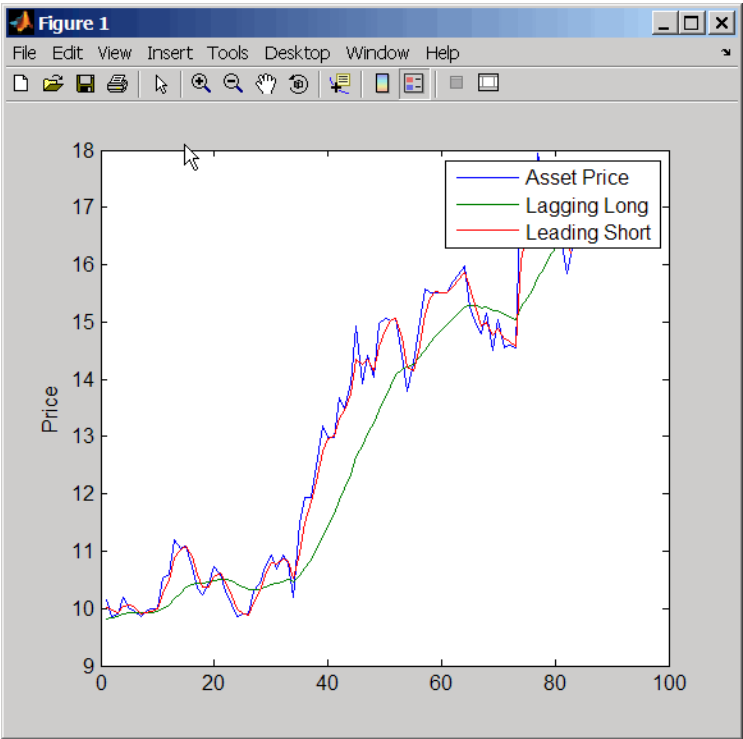 Figure 1
File Edit View Insert Tools Desktop Window Help
18
17
16
15
14
13
12
11
10
9
Price
Asset Price
Lagging Long
Leading Short
0 20 40 60 80 100